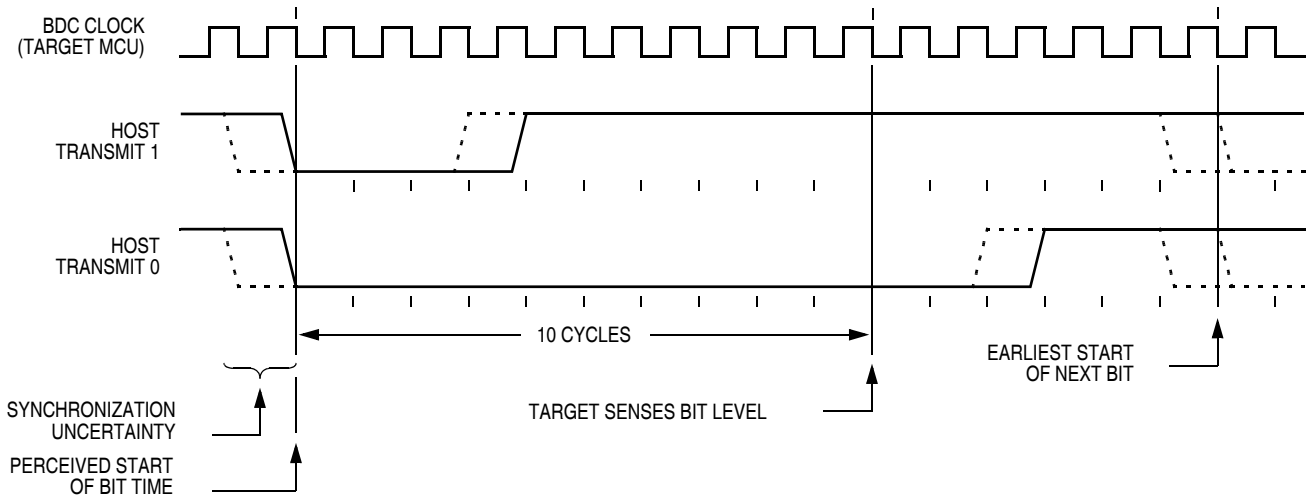 BDC CLOCK
(TARGET MCU)
HOST
TRANSMIT 1
HOST
TRANSMIT 0
10 CYCLES
EARLIEST START
OF NEXT BIT
SYNCHRONIZATION
UNCERTAINTY
TARGET SENSES BIT LEVEL
PERCEIVED START
OF BIT TIME